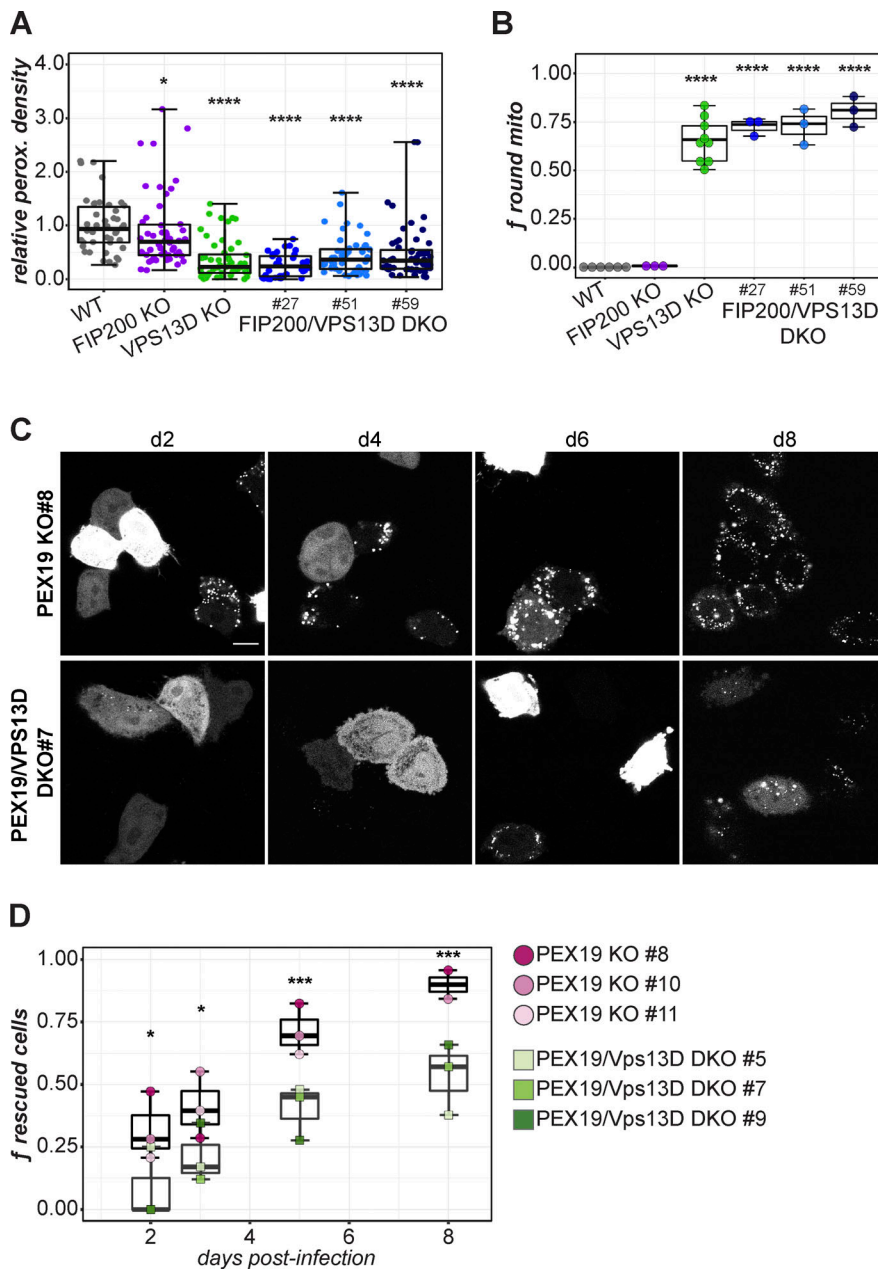 A
relative perox. density
4.0
3.0
2.0
1.0
0.0
*
****
****
****
****
WT
FIP200 KO
VPS13D KO
#27
#51
#59
FIP200/VPS13D DKO
B
f round mito
1.00
0.75
0.50
0.25
0.00
****
****
****
****
WT
FIP200 KO
VPS13D KO
#27
#51
#59
FIP200/VPS13D
DKO
C
d2
d4
d6
d8
PEX19 KO#8
PEX19/VPS13D
DKO#7
D
f rescued cells
1.00
0.75
0.50
0.25
0.00
*
*
***
***
2
4
6
8
days post-infection
PEX19 KO #8
PEX19 KO #10
PEX19 KO #11
PEX19/Vps13D DKO #5
PEX19/Vps13D DKO #7
PEX19/Vps13D DKO #9